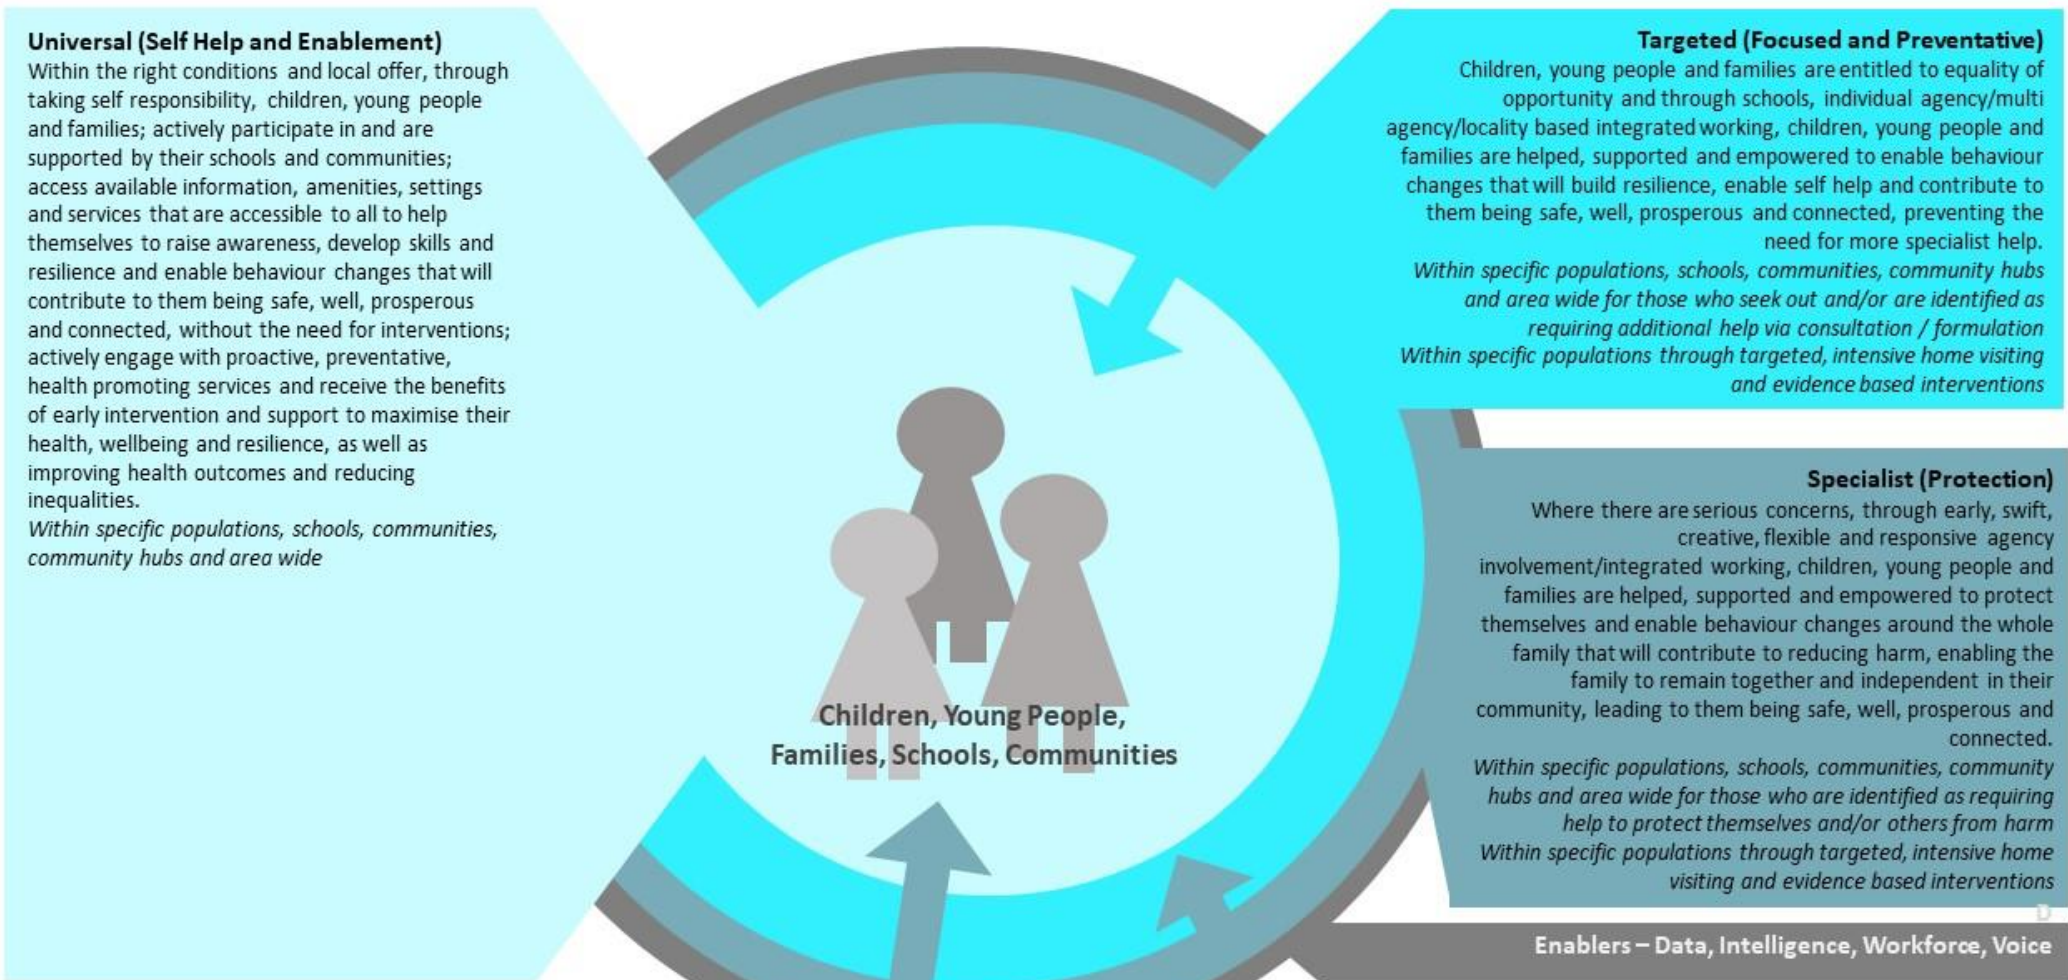 Universal (Self Help and Enablement)
Within the right conditions and local offer, through
taking self responsibility, children, young people
and families; actively participate in and are
supported by their schools and communities;
access available information, amenities, settings
and services that are accessible to all to help
themselves to raise awareness, develop skills and
resilience and enable behaviour changes that will
contribute to them being safe, well, prosperous
and connected, without the need for interventions;
actively engage with proactive, preventative,
health promoting services and receive the benefits
of early intervention and support to maximise their
health, wellbeing and resilience, as well as
improving health outcomes and reducing
inequalities.
Within specific populations, schools, communities,
community hubs and area wide
Children, Young People,
Families, Schools, Communities
Targeted (Focused and Preventative)
Children, young people and families are entitled to equality of
opportunity and through schools, individual agency/multi
agency/locality based integrated working, children, young people and
families are helped, supported and empowered to enable behaviour
changes that will build resilience, enable self help and contribute to
them being safe, well, prosperous and connected, preventing the
need for more specialist help.
Within specific populations, schools, communities, community hubs
and area wide for those who seek out and/or are identified as
requiring additional help via consultation / formulation
Within specific populations through targeted, intensive home visiting
and evidence based interventions
Specialist (Protection)
Where there are serious concerns, through early, swift,
creative, flexible and responsive agency
involvement/integrated working, children, young people and
families are helped, supported and empowered to protect
themselves and enable behaviour changes around the whole
family that will contribute to reducing harm, enabling the
family to remain together and independent in their
community, leading to them being safe, well, prosperous and
connected.
Within specific populations, schools, communities, community
hubs and area wide for those who are identified as requiring
help to protect themselves and/or others from harm
Within specific populations through targeted, intensive home
visiting and evidence based interventions
D
Enablers – Data, Intelligence, Workforce, Voice